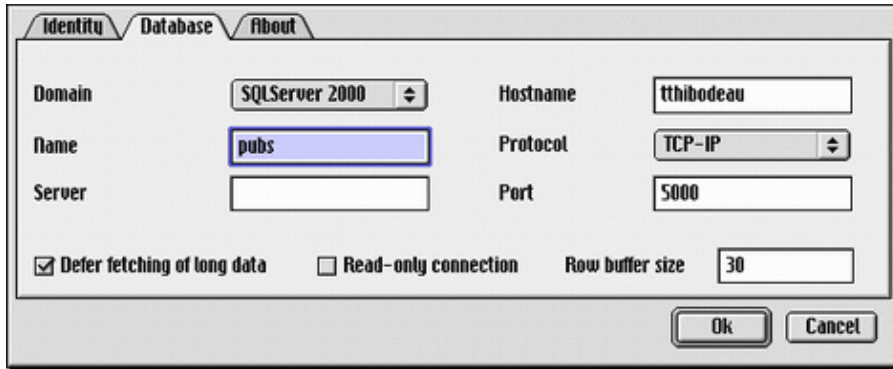 Identity Database About
Domain SQLServer 2000 Hostname tthibodeau
Name pubs Protocol TCP-IP
Server Port 5000
Defer fetching of long data Read-only connection Row buffer size 30
Ok Cancel